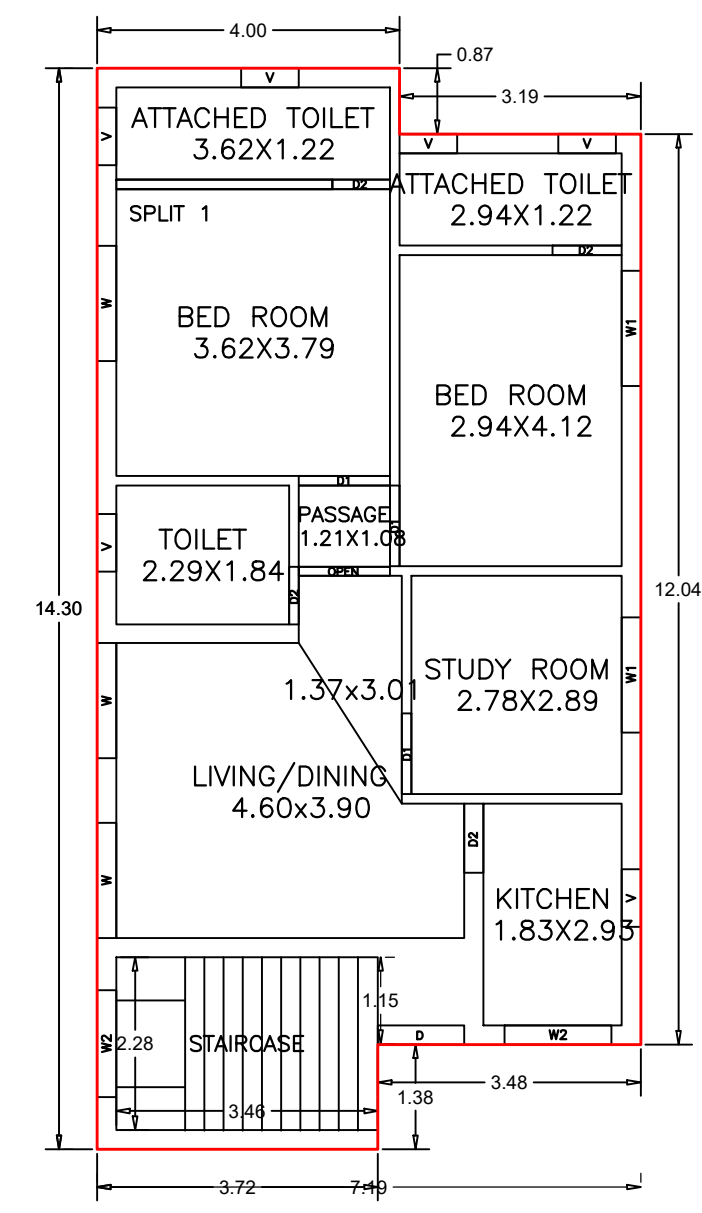 4.00
0.87
3.19
V
ATTACHED TOILET
3.62X1.22
V
V
V
D2
ATTACHED TOILET
2.94X1.22
SPLIT 1
D2
W
BED ROOM
3.62X3.79
W1
BED ROOM
2.94X4.12
D1
PASSAGE
1.21X1.08
D1
TOILET
2.29X1.84
V
OPEN
D2
14.30
12.04
STUDY ROOM
2.78X2.89
W1
1.37x3.01
W
D1
LIVING/DINING
4.60x3.90
D2
W
KITCHEN
1.83X2.93
V
1.15
W2
2.28
STAIRCASE
D
W2
3.48
1.38
3.46
3.72
7.19